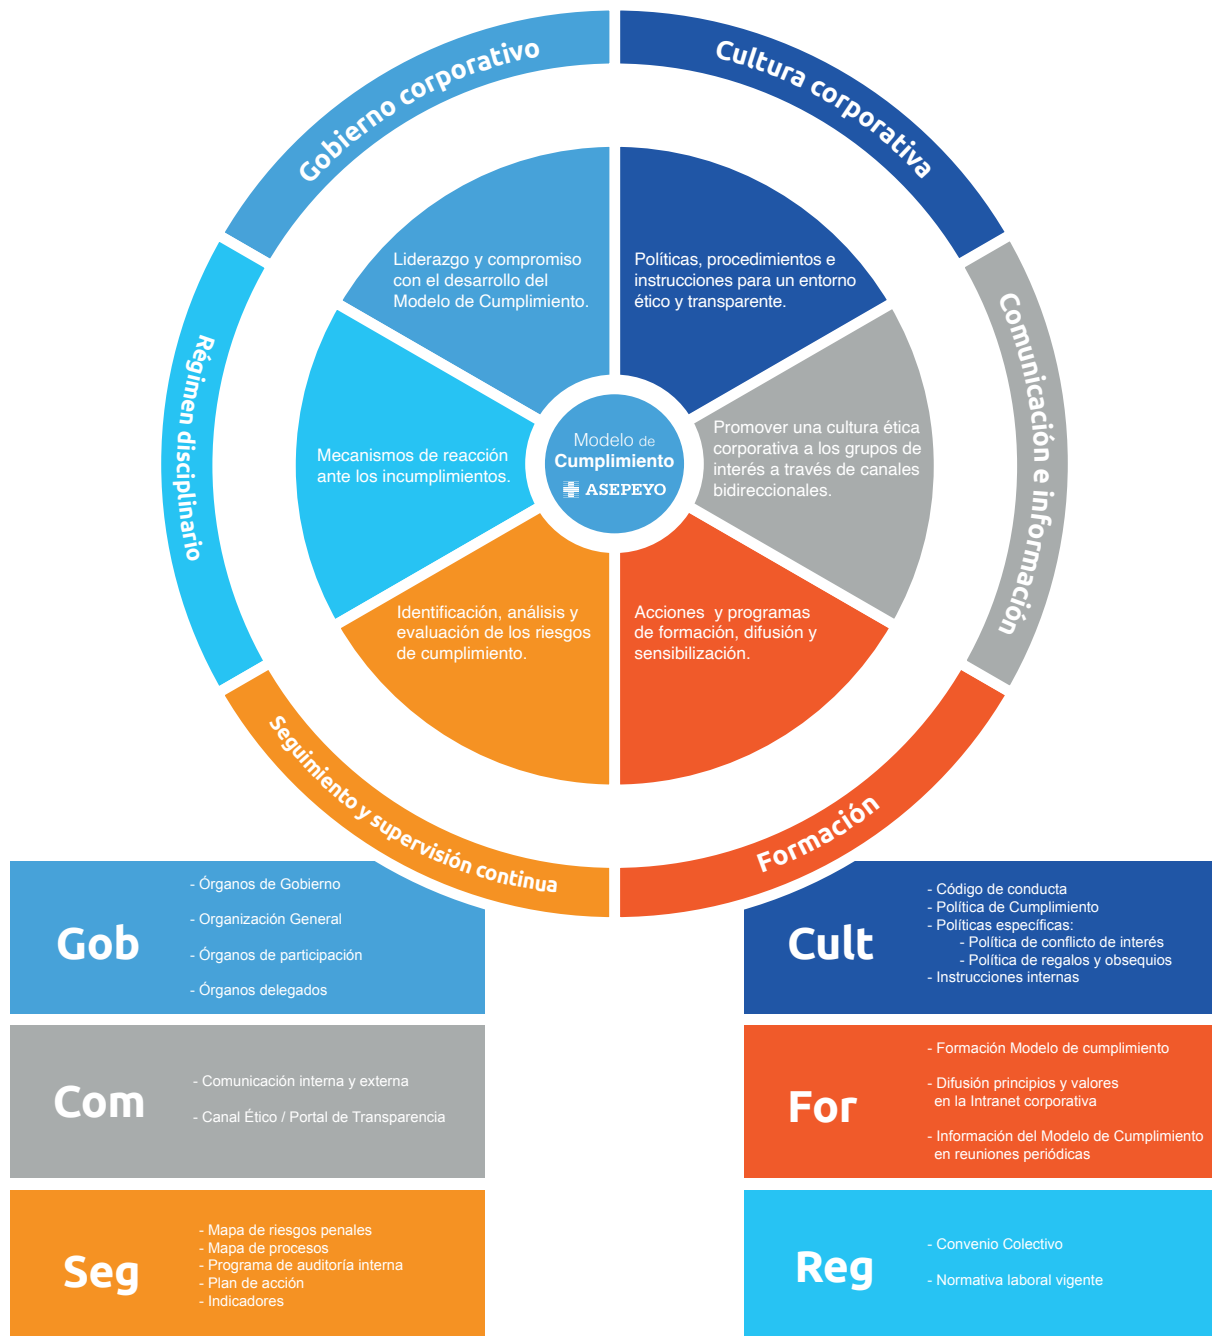 Gobierno corporativo
Cultura corporativa
Comunicación e información
Formación
Seguimiento y supervisión continua
Régimen disciplinario
Liderazgo y compromiso
con el desarrollo del
Modelo de Cumplimiento.
Políticas, procedimientos e
instrucciones para un entorno
ético y transparente.
Promover una cultura ética
corporativa a los grupos de
interés a través de canales
bidireccionales.
Acciones y programas
de formación, difusión y
sensibilización.
Identificación, análisis y
evaluación de los riesgos
de cumplimiento.
Mecanismos de reacción
ante los incumplimientos.
Modelo de
Cumplimiento
ASEPEYO
Gob
- Órganos de Gobierno
- Organización General
- Órganos de participación
- Órganos delegados
Cult
- Código de conducta
- Política de Cumplimiento
- Políticas específicas:
- Política de conflicto de interés
- Política de regalos y obsequios
- Instrucciones internas
Com
- Comunicación interna y externa
- Canal Ético / Portal de Transparencia
For
- Formación Modelo de cumplimiento
- Difusión principios y valores
en la Intranet corporativa
- Información del Modelo de Cumplimiento
en reuniones periódicas
Seg
- Mapa de riesgos penales
- Mapa de procesos
- Programa de auditoría interna
- Plan de acción
- Indicadores
Reg
- Convenio Colectivo
- Normativa laboral vigente